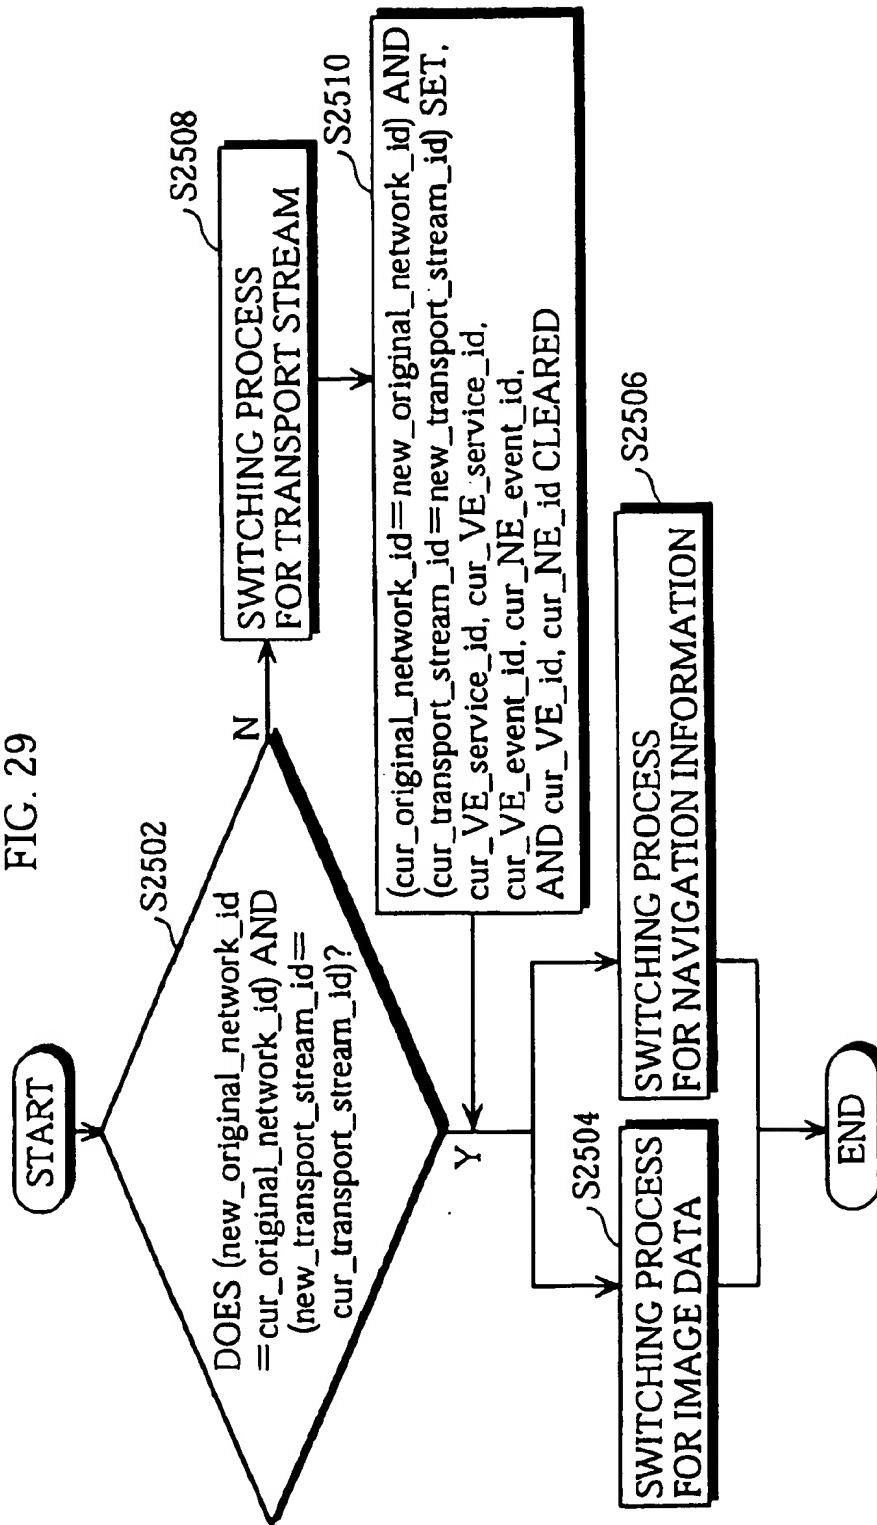 FIG. 29
START
S2502
DOES (new_original_network_id
=cur_original_network_id) AND
(new_transport_stream_id=
cur_transport_stream_id)?
N
S2508
SWITCHING PROCESS
FOR TRANSPORT STREAM
S2510
(cur_original_network_id=new_original_network_id) AND
(cur_transport_stream_id=new_transport_stream_id) SET,
cur_VE_service_id, cur_VE_service_id,
cur_VE_event_id, cur_NE_event_id,
AND cur_VE_id, cur_NE_id CLEARED
Y
S2504
SWITCHING PROCESS
FOR IMAGE DATA
S2506
SWITCHING PROCESS
FOR NAVIGATION INFORMATION
END